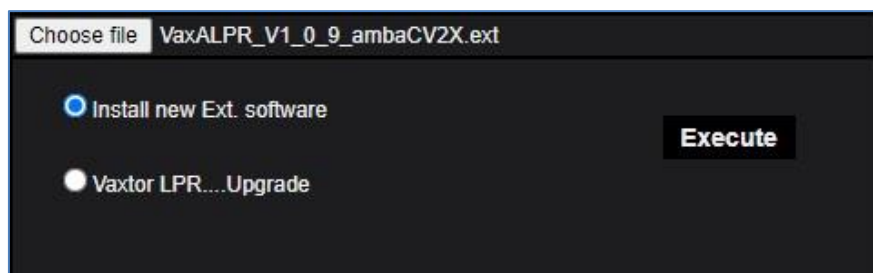 Choose file VaxALPR_V1_0_9_ambaCV2X.ext
Install new Ext. software
Execute
Vaxtor LPR....Upgrade